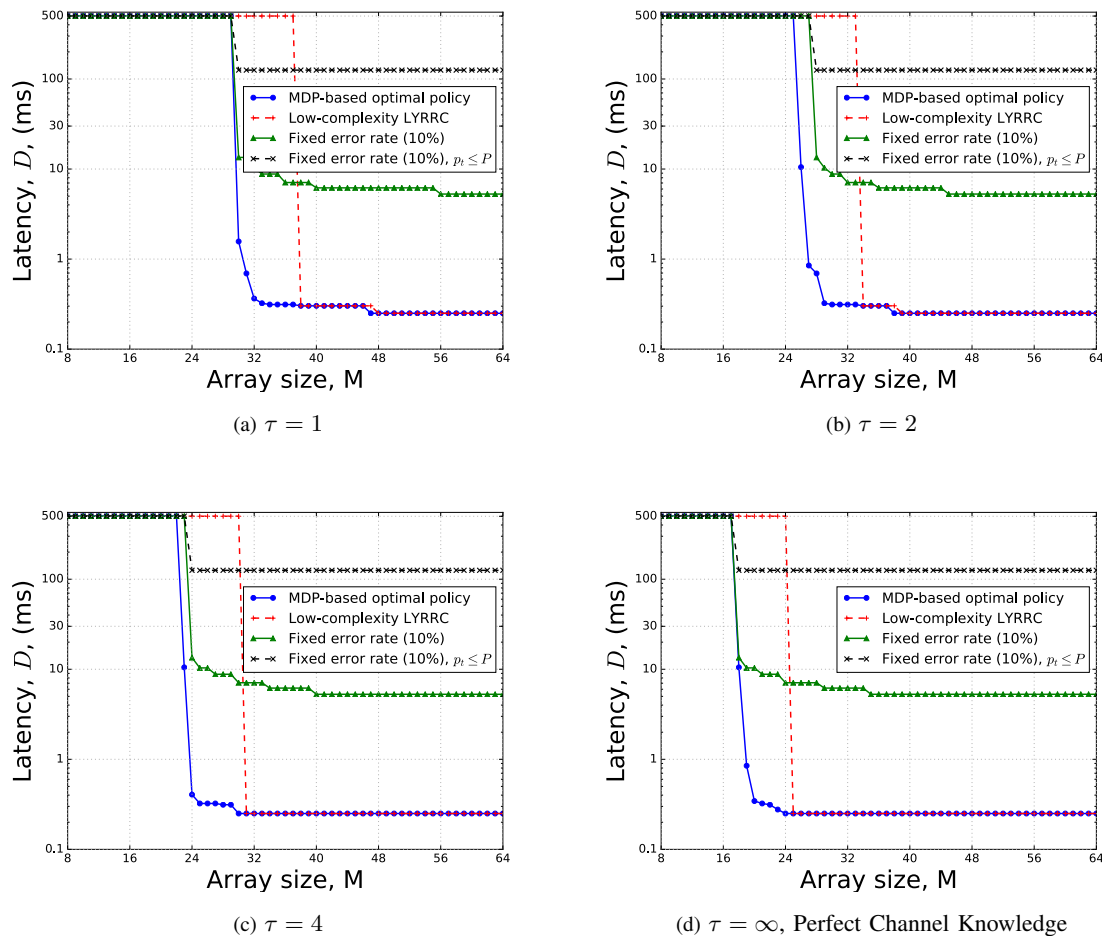 500
100
30
10
1
0.1
Latency, D, (ms)
MDP-based optimal policy
Low-complexity LYRRC
Fixed error rate (10%)
Fixed error rate (10%), p_t ≤ P
8 16 24 32 40 48 56 64
Array size, M
(a) τ = 1
500
100
30
10
1
0.1
Latency, D, (ms)
MDP-based optimal policy
Low-complexity LYRRC
Fixed error rate (10%)
Fixed error rate (10%), p_t ≤ P
8 16 24 32 40 48 56 64
Array size, M
(b) τ = 2
500
100
30
10
1
0.1
Latency, D, (ms)
MDP-based optimal policy
Low-complexity LYRRC
Fixed error rate (10%)
Fixed error rate (10%), p_t ≤ P
8 16 24 32 40 48 56 64
Array size, M
(c) τ = 4
500
100
30
10
1
0.1
Latency, D, (ms)
MDP-based optimal policy
Low-complexity LYRRC
Fixed error rate (10%)
Fixed error rate (10%), p_t ≤ P
8 16 24 32 40 48 56 64
Array size, M
(d) τ = ∞, Perfect Channel Knowledge